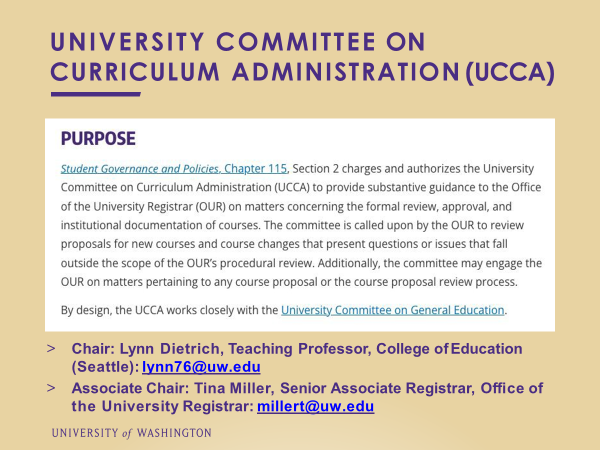 UNIVERSITY COMMITTEE ON
CURRICULUM ADMINISTRATION (UCCA)
PURPOSE
Student Governance and Policies, Chapter 115, Section 2 charges and authorizes the University
Committee on Curriculum Administration (UCCA) to provide substantive guidance to the Office
of the University Registrar (OUR) on matters concerning the formal review, approval, and
institutional documentation of courses. The committee is called upon by the OUR to review
proposals for new courses and course changes that present questions or issues that fall
outside the scope of the OUR's procedural review. Additionally, the committee may engage the
OUR on matters pertaining to any course proposal or the course proposal review process.
By design, the UCCA works closely with the University Committee on General Education.
> Chair: Lynn Dietrich, Teaching Professor, College of Education
(Seattle): lynn76@uw.edu
> Associate Chair: Tina Miller, Senior Associate Registrar, Office of
the University Registrar: millert@uw.edu
UNIVERSITY of WASHINGTON